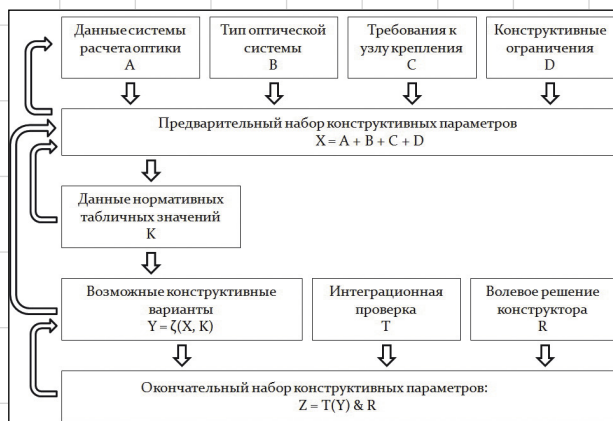 Данные системы
расчета оптики
A
Тип оптической
системы
B
Требования к
узлу крепления
C
Конструктивные
ограничения
D
Предварительный набор конструктивных параметров
X = A + B + C + D
Данные нормативных
табличных значений
K
Возможные конструктивные
варианты
Y = ζ(X, K)
Интеграционная
проверка
T
Волевое решение
конструктора
R
Окончательный набор конструктивных параметров:
Z = T(Y) & R